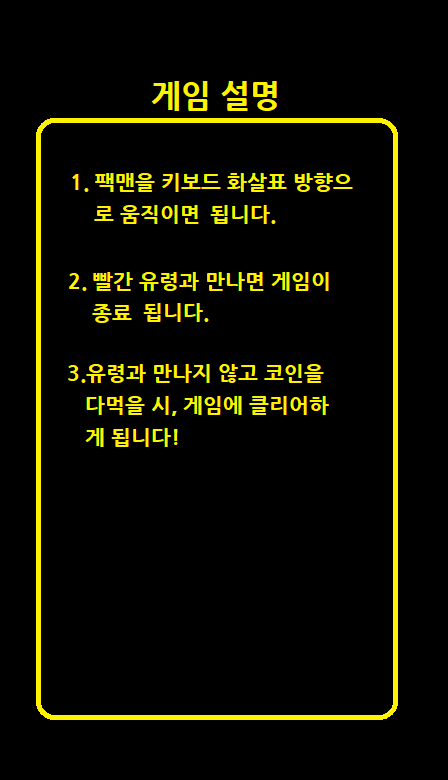 게임 설명
1. 팩맨을 키보드 화살표 방향으
로 움직이면 됩니다.
2. 빨간 유령과 만나면 게임이
종료 됩니다.
3.유령과 만나지 않고 코인을
다먹을 시, 게임에 클리어하
게 됩니다!